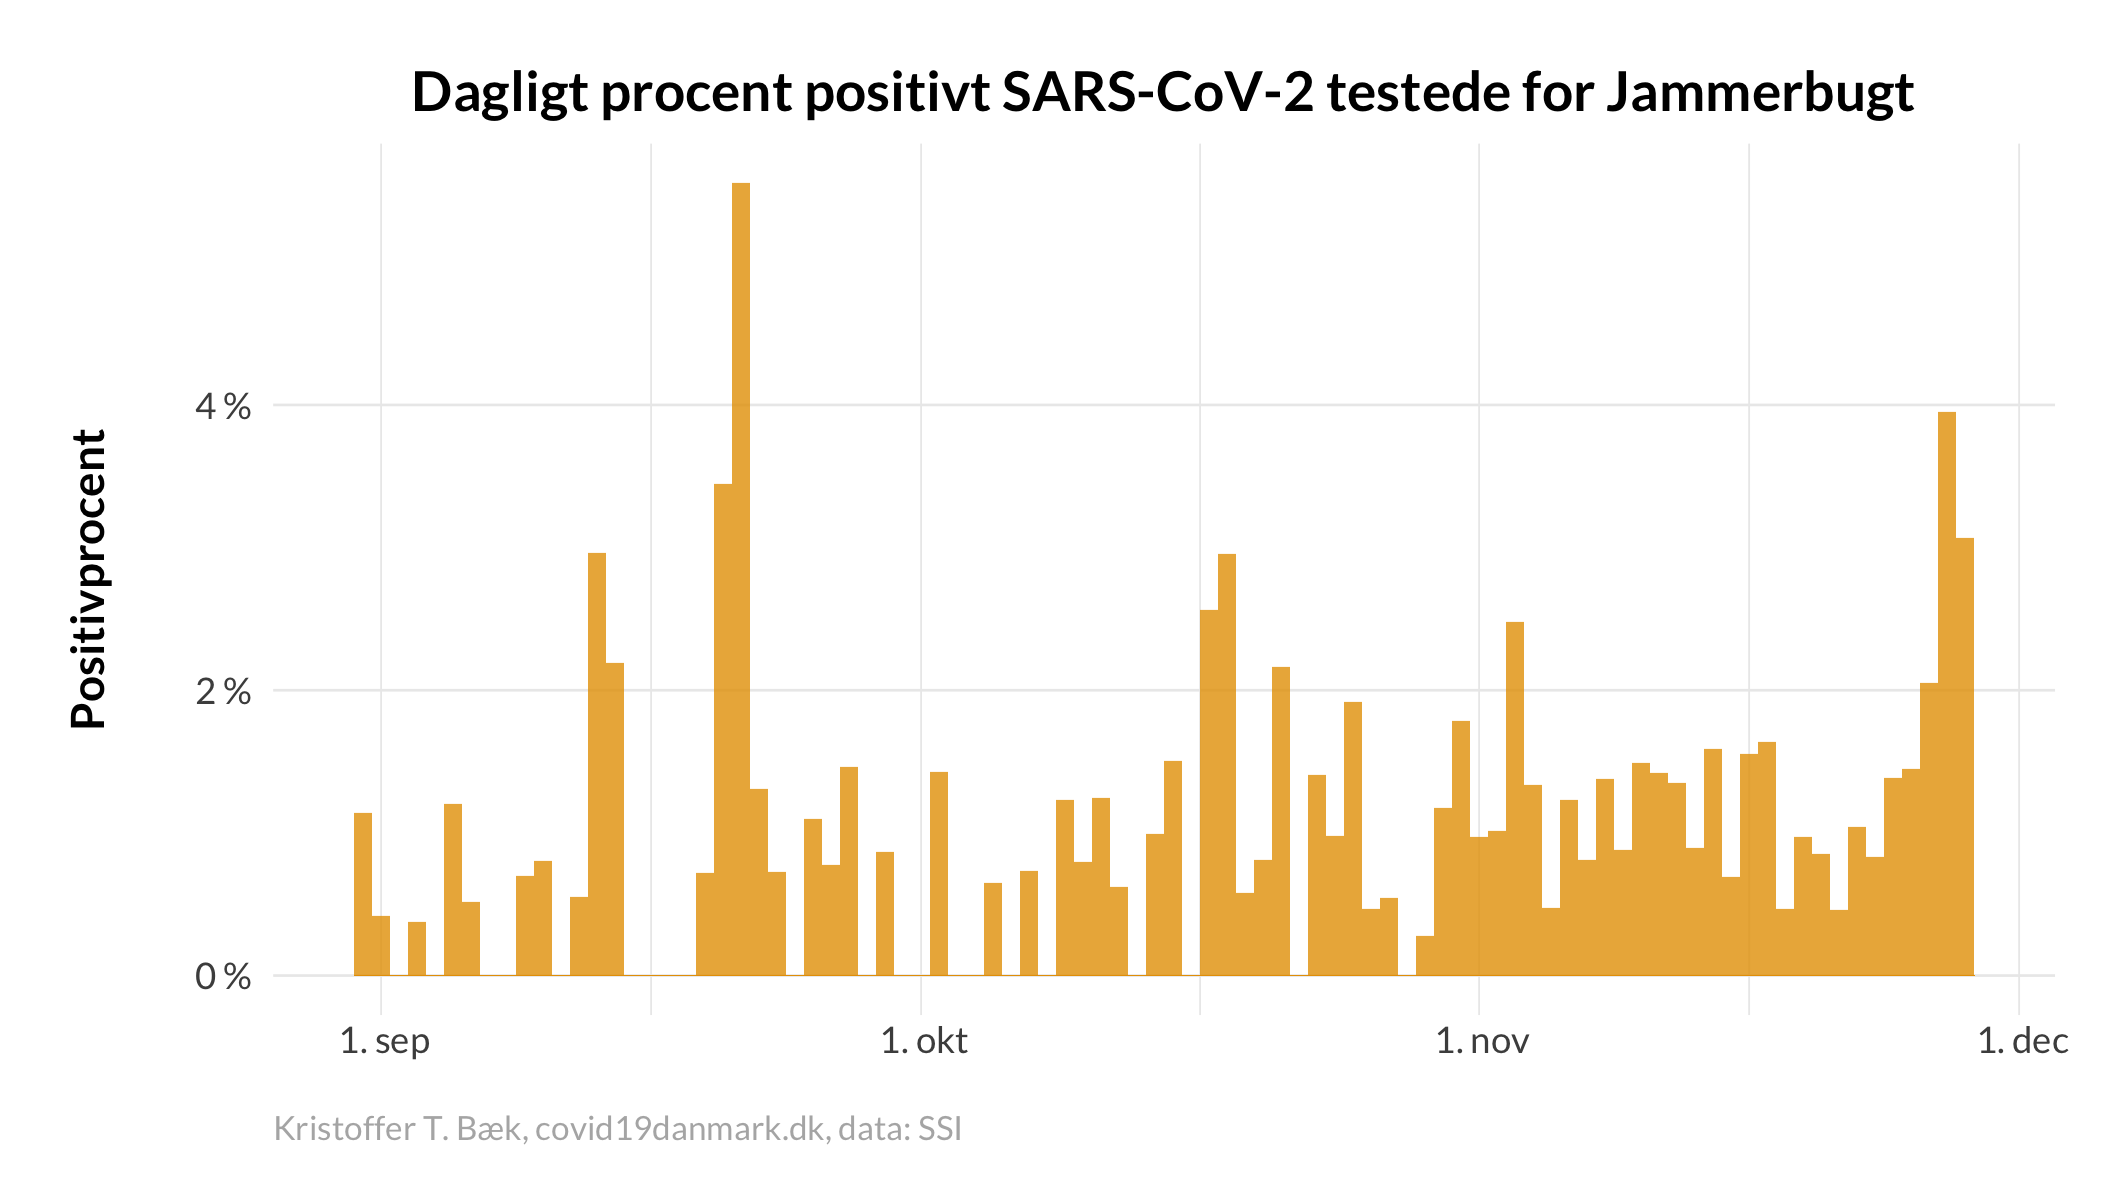 Dagligt procent positivt SARS-CoV-2 testede for Jammerbugt
Positivprocent
4 %
2 %
0 %
1. sep
1. okt
1. nov
1. dec
Kristoffer T. Bæk, covid19danmark.dk, data: SSI